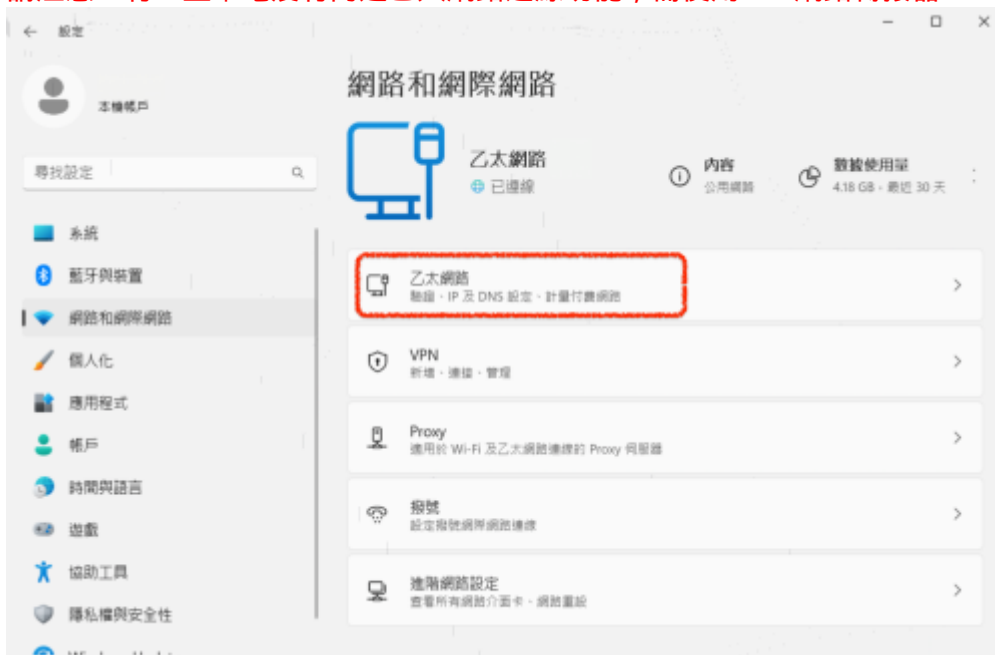 設定
本機帳戶
尋找設定
系統
藍牙與裝置
網路和網際網路
個人化
應用程式
帳戶
時間與語言
遊戲
協助工具
隱私權與安全性
網路和網際網路
乙太網路
已連線
內容
公用網路
數據使用量
4.18 GB，最近 30 天
乙太網路
驗證、IP 及 DNS 設定、計量付費網路
VPN
新增、連接、管理
Proxy
適用於 Wi-Fi 及乙太網路連線的 Proxy 伺服器
撥號
設定撥號網際網路連線
進階網路設定
查看所有網路介面卡，網路重設